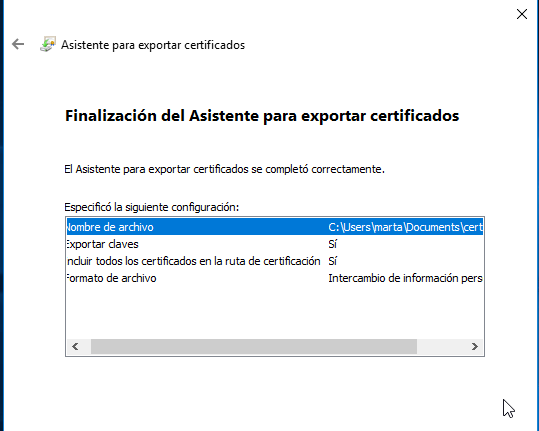 Asistente para exportar certificados
Finalización del Asistente para exportar certificados
El Asistente para exportar certificados se completó correctamente.
Especificó la siguiente configuración:
Nombre de archivo C:\Users\marta\Documents\cert
Exportar claves Sí
Incluir todos los certificados en la ruta de certificación Sí
Formato de archivo Intercambio de información pers